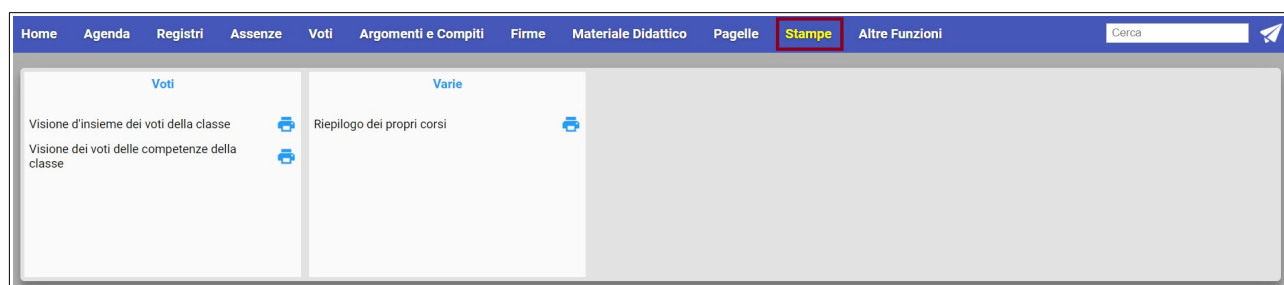 Home Agenda Registri Assenze Voti Argomenti e Compiti Firme Materiale Didattico Pagelle Stampe Altre Funzioni Cerca
Voti
Visione d'insieme dei voti della classe
Visione dei voti delle competenze della
classe
Varie
Riepilogo dei propri corsi